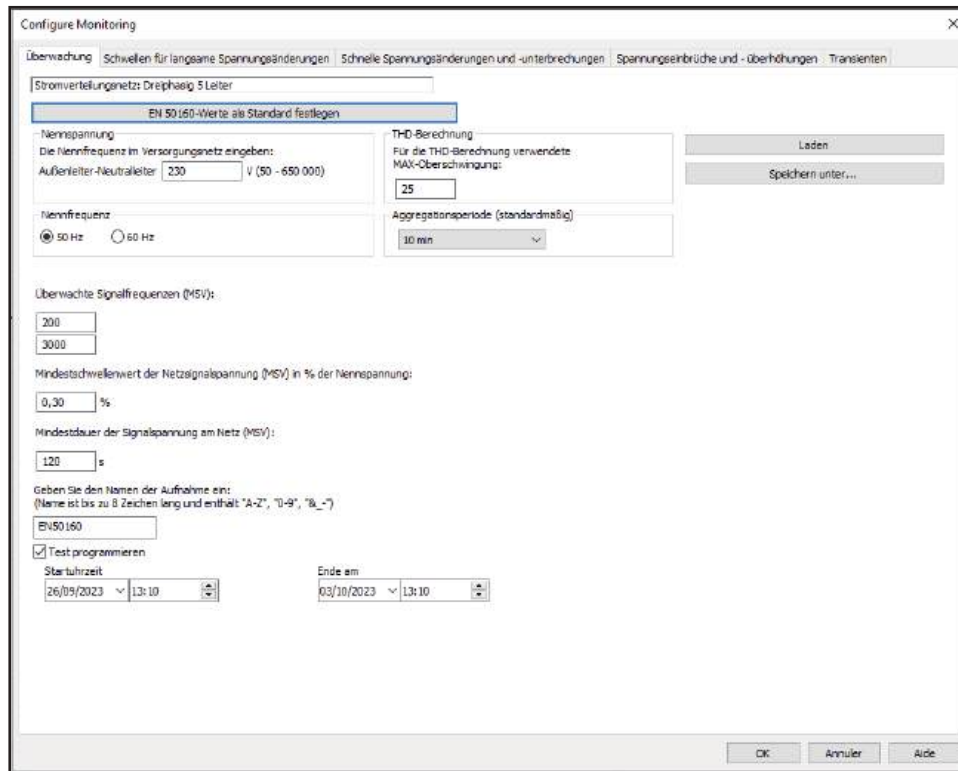 Configure Monitoring
Überwachung Schwellen für langsame Spannungsänderungen Schnelle Spannungsänderungen und -unterbrechungen Spannungseinbrüche und - überhöhungen Transienten
Stromverteilungsnetz: Dreiphasig 5 Leiter
EN 50160-Werte als Standard festlegen
Nennspannung
Die Nennfrequenz im Versorgungsnetz eingeben:
Außenleiter-Neutralleiter 230 V (50 - 650 000)
THD-Berechnung
Für die THD-Berechnung verwendete
MAX-Oberschwingung:
25
Laden
Speichern unter...
Nennfrequenz
50 Hz 60 Hz
Aggregationsperiode (standardmäßig)
10 min
Überwachte Signalfrequenzen (MSV):
200
3000
Mindestschwellenwert der Netzsignalspannung (MSV) in % der Nennspannung:
0,30 %
Mindestdauer der Signalspannung am Netz (MSV):
120 s
Geben Sie den Namen der Aufnahme ein:
(Name ist bis zu 8 Zeichen lang und enthält "A-Z", "0-9", "&_-")
EN50160
Test programmieren
Startuhrzeit Ende am
26/09/2023 13:10 03/10/2023 13:10
OK Annuler Aide